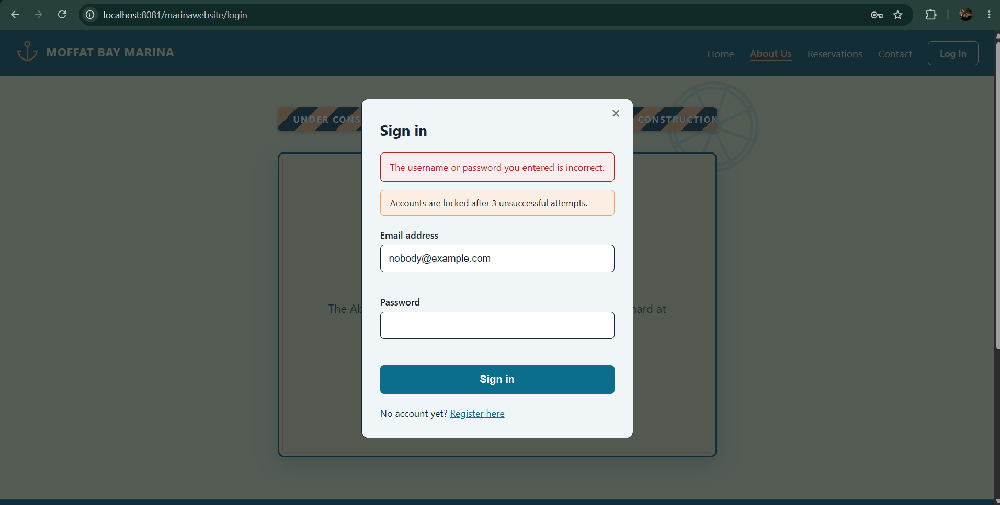 localhost:8081/marinawebsite/login
MOFFAT BAY MARINA
Home
About Us
Reservations
Contact
Log In
UNDER CONS
CONSTRUCTION
Sign in
The username or password you entered is incorrect.
Accounts are locked after 3 unsuccessful attempts.
Email address
nobody@example.com
Password
The Ab
hard at
Sign in
No account yet? Register here